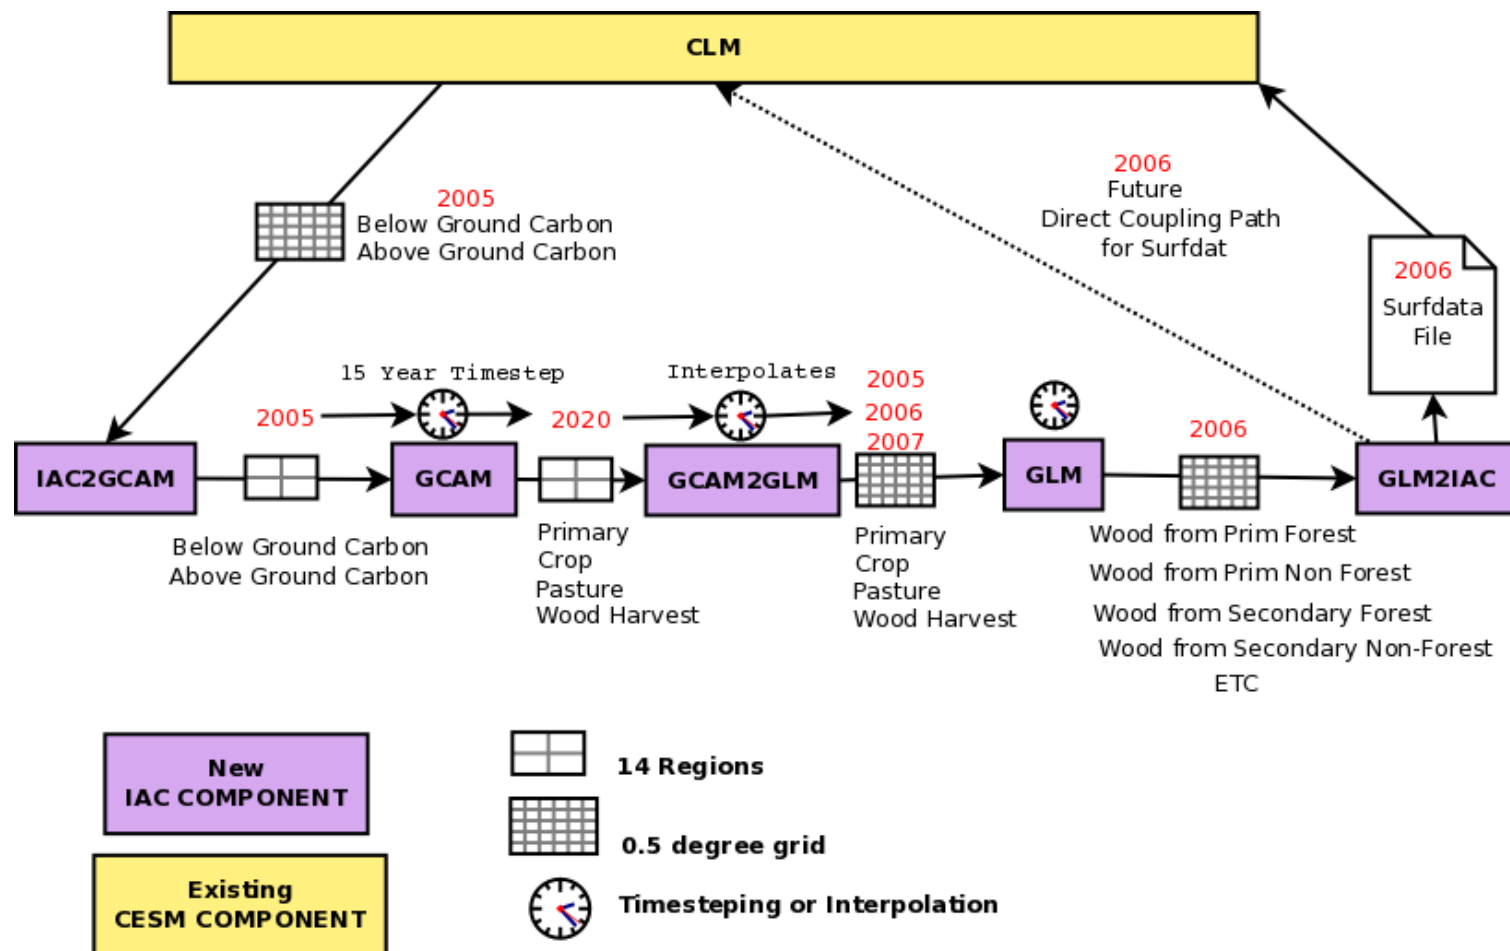 CLM
2005
Below Ground Carbon
Above Ground Carbon
2006
Future
Direct Coupling Path
for Surfdat
2006
Surfdata
File
15 Year Timestep
Interpolates
2005
2020
2005
2006
2007
2006
IAC2GCAM
GCAM
GCAM2GLM
GLM
GLM2IAC
Below Ground Carbon
Above Ground Carbon
Primary
Crop
Pasture
Wood Harvest
Primary
Crop
Pasture
Wood Harvest
Wood from Prim Forest
Wood from Prim Non Forest
Wood from Secondary Forest
Wood from Secondary Non-Forest
ETC
New
IAC COMPONENT
Existing
CESM COMPONENT
14 Regions
0.5 degree grid
Timesteping or Interpolation